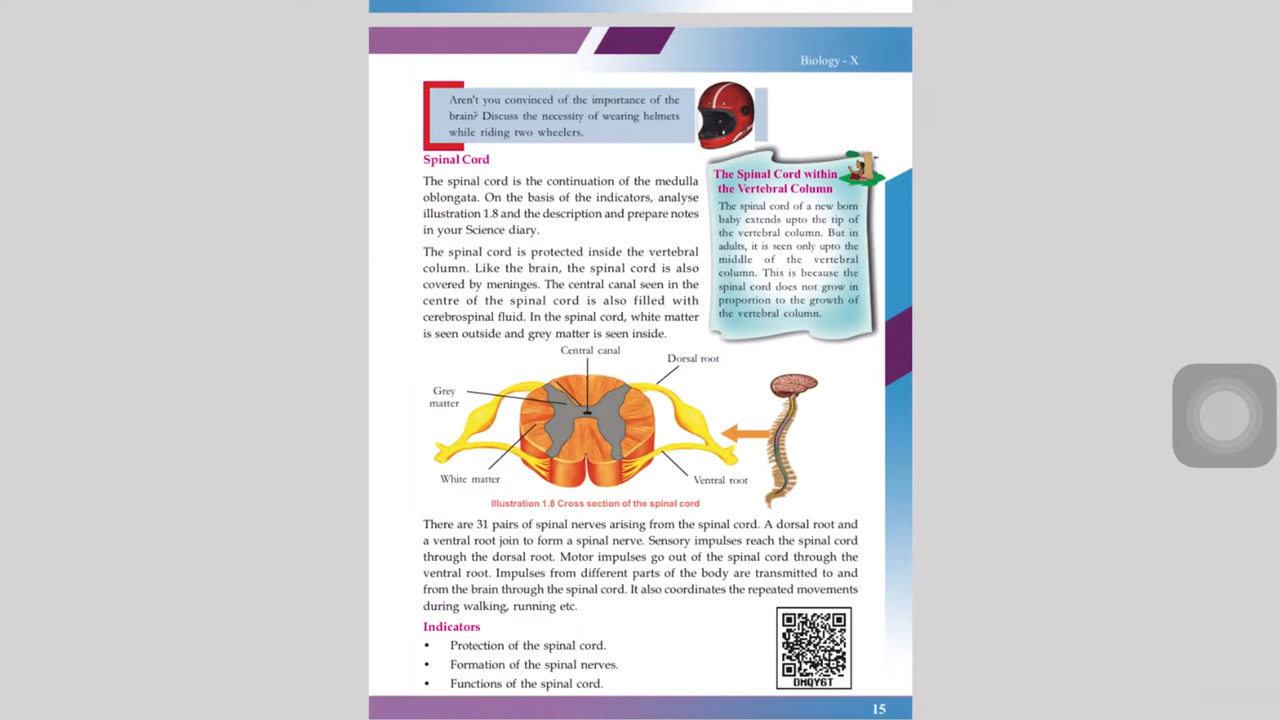 Biology - X
Aren't you convinced of the importance of the
brain? Discuss the necessity of wearing helmets
while riding two wheelers.
Spinal Cord
The spinal cord is the continuation of the medulla
oblongata. On the basis of the indicators, analyse
illustration 1.8 and the description and prepare notes
in your Science diary.
The spinal cord is protected inside the vertebral
column. Like the brain, the spinal cord is also
covered by meninges. The central canal seen in the
centre of the spinal cord is also filled with
cerebrospinal fluid. In the spinal cord, white matter
is seen outside and grey matter is seen inside.
The Spinal Cord within
the Vertebral Column
The spinal cord of a new born
baby extends upto the tip of
the vertebral column. But in
adults, it is seen only upto the
middle of the vertebral
column. This is because the
spinal cord does not grow in
proportion to the growth of
the vertebral column.
Central canal
Dorsal root
Grey
matter
White matter
Ventral root
Illustration 1.8 Cross section of the spinal cord
There are 31 pairs of spinal nerves arising from the spinal cord. A dorsal root and
a ventral root join to form a spinal nerve. Sensory impulses reach the spinal cord
through the dorsal root. Motor impulses go out of the spinal cord through the
ventral root. Impulses from different parts of the body are transmitted to and
from the brain through the spinal cord. It also coordinates the repeated movements
during walking, running etc.
Indicators
• Protection of the spinal cord.
• Formation of the spinal nerves.
• Functions of the spinal cord.
DMQY6T
15